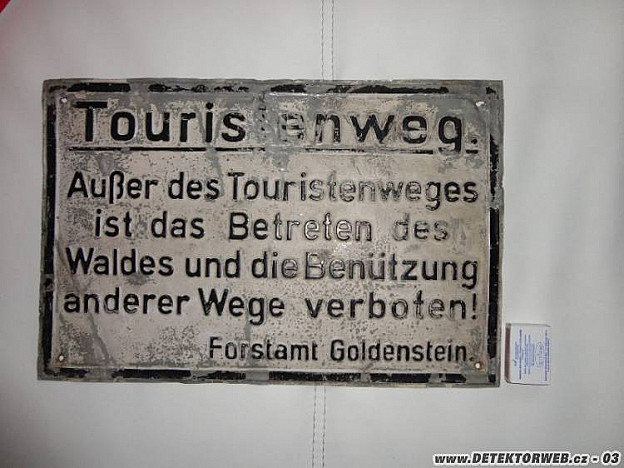 Touristenweg.
Außer des Touristenweges
ist das Betreten des
Waldes und die Benützung
anderer Wege verboten!
Forstamt Goldenstein.
www.DETEKTORWEB.cz - 03